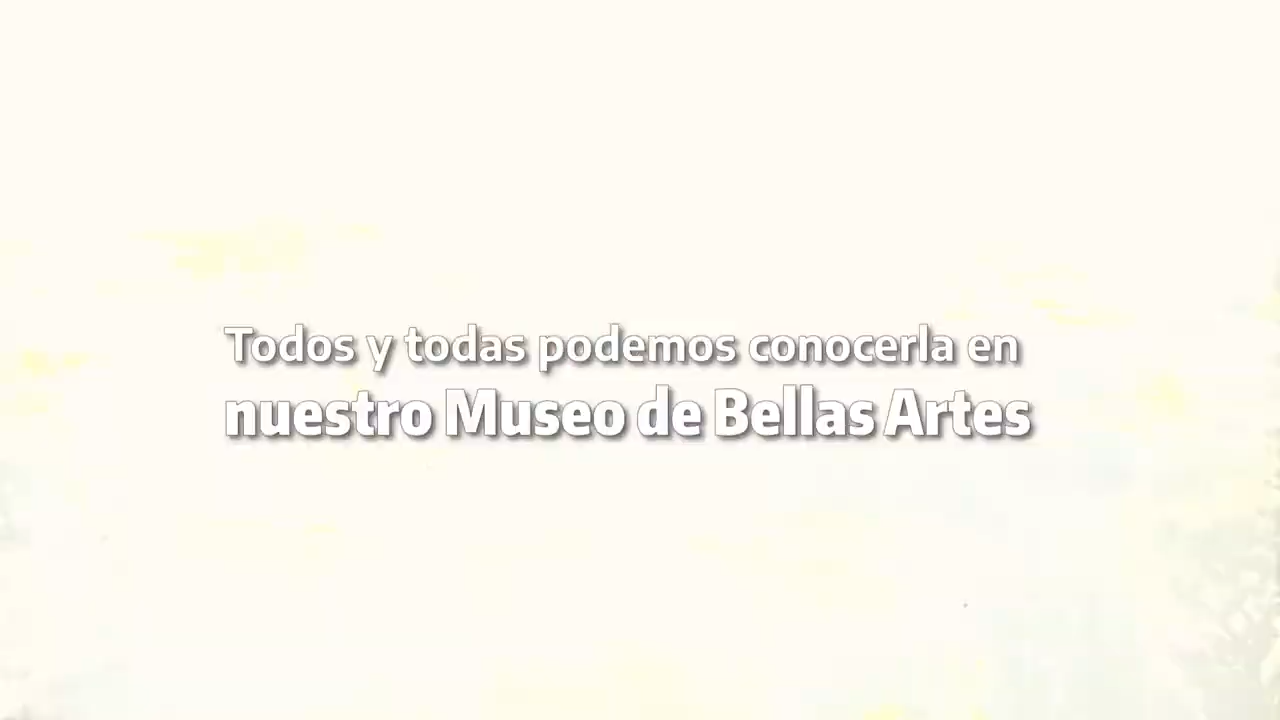 Todos y todas podemos conocerla en
nuestro Museo de Bellas Artes